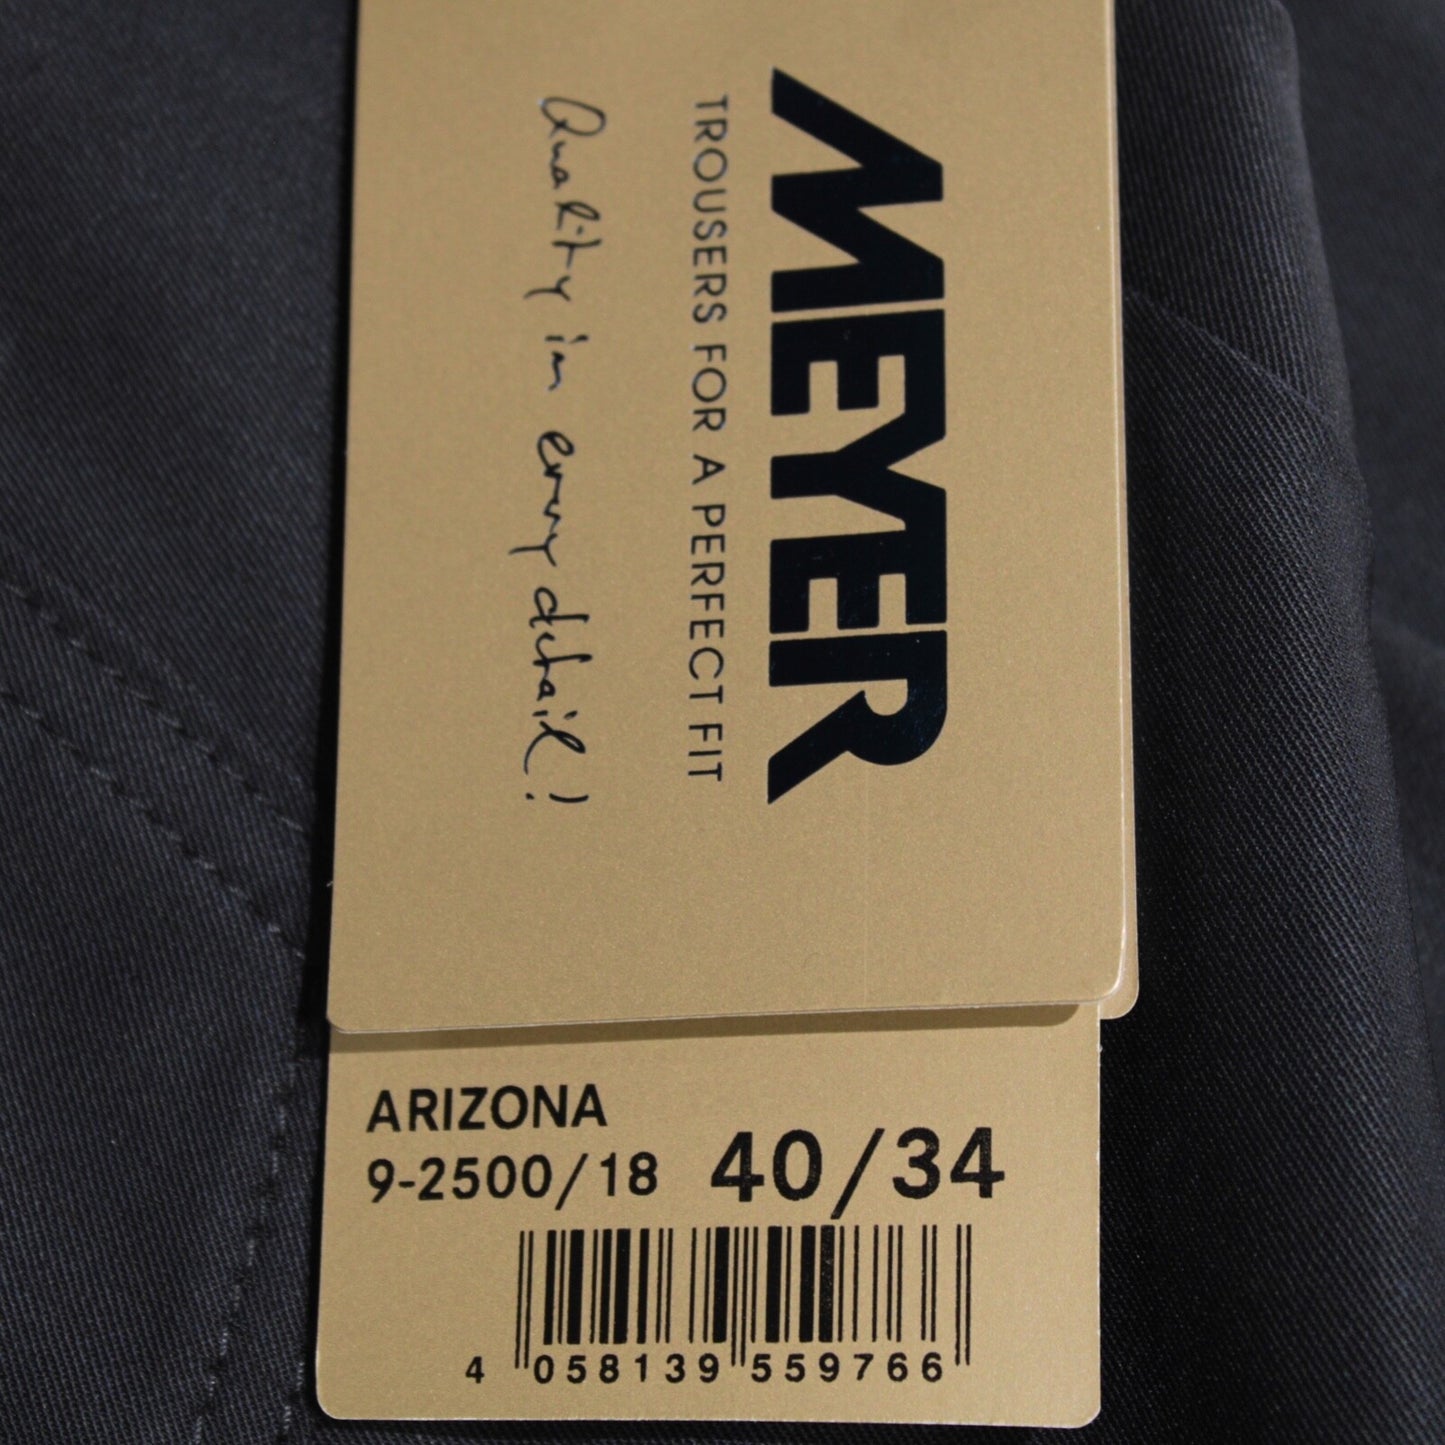 MEYER
TROUSERS FOR A PERFECT FIT
Quality in every detail!
ARIZONA
9-2500/18 40/34
4 058139 559766